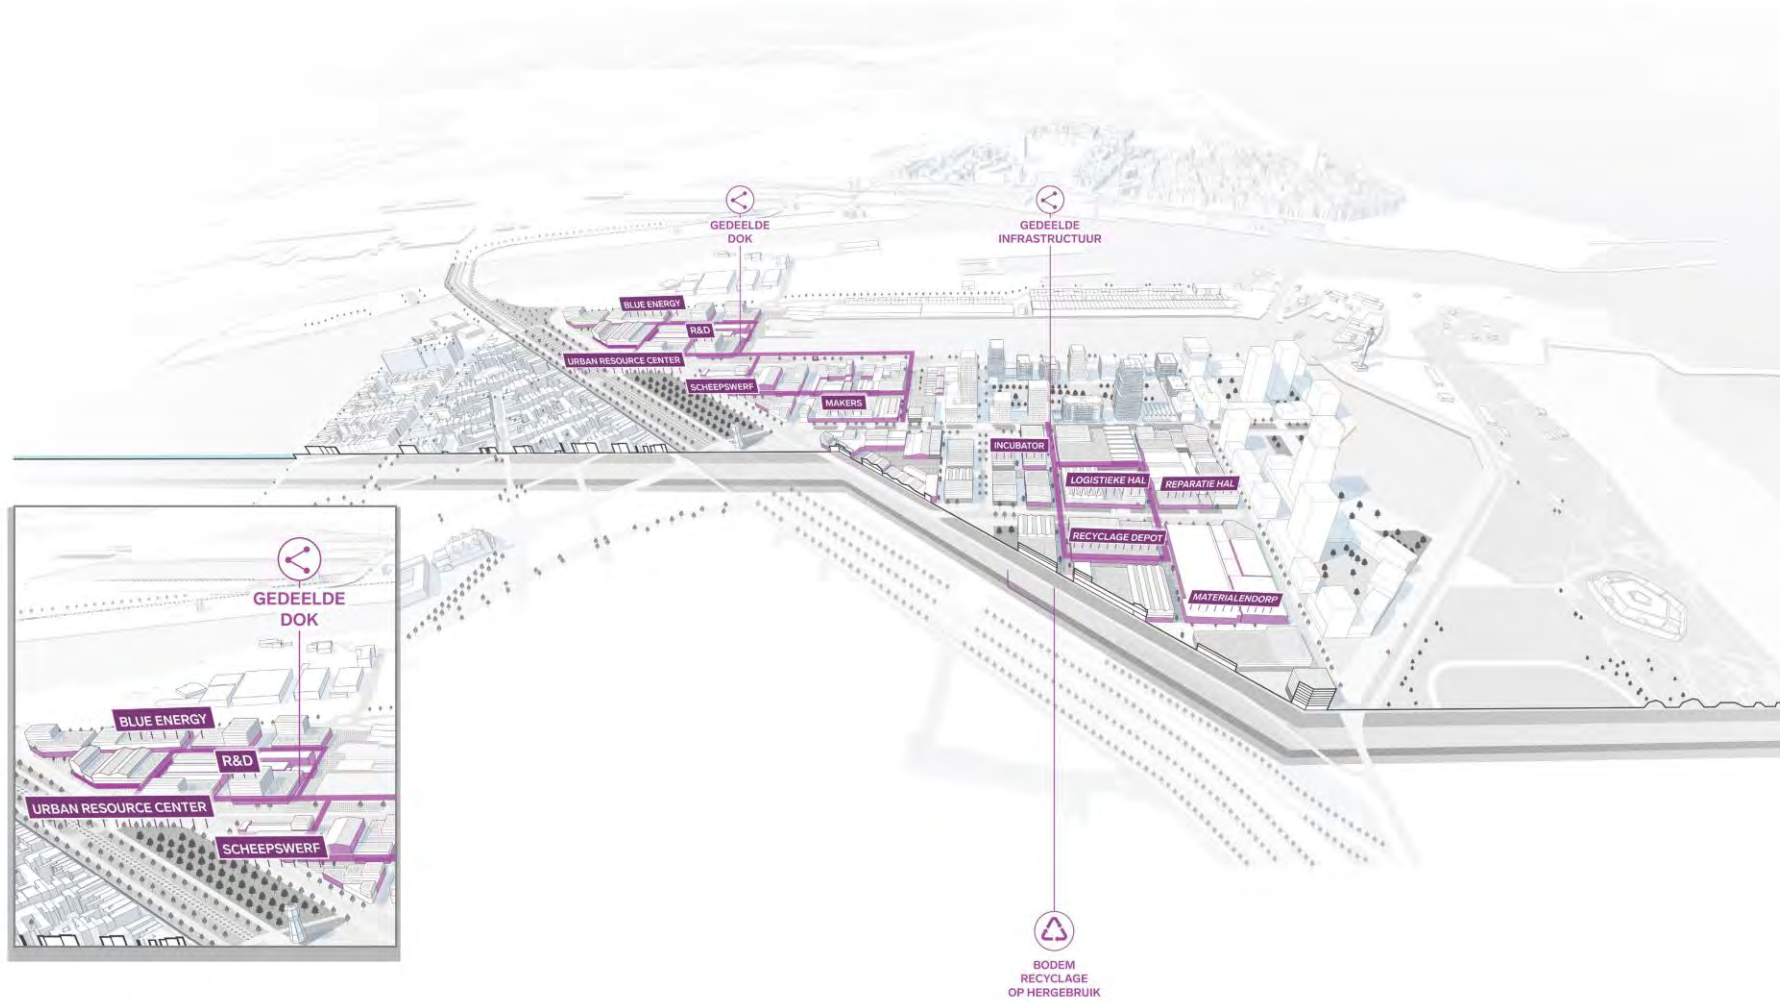 GEDEELDE
DOK
GEDEELDE
INFRASTRUCTUUR
BLUE ENERGY
R&D
URBAN RESOURCE CENTER
SCHEEPSWERF
MAKERS
INCUBATOR
LOGISTIEKE HAL
REPARATIE HAL
RECYCLAGE DEPOT
MATERIALENDORP
GEDEELDE
DOK
BLUE ENERGY
R&D
URBAN RESOURCE CENTER
SCHEEPSWERF
BODEM
RECYCLAGE
OP HERGEBRUIK